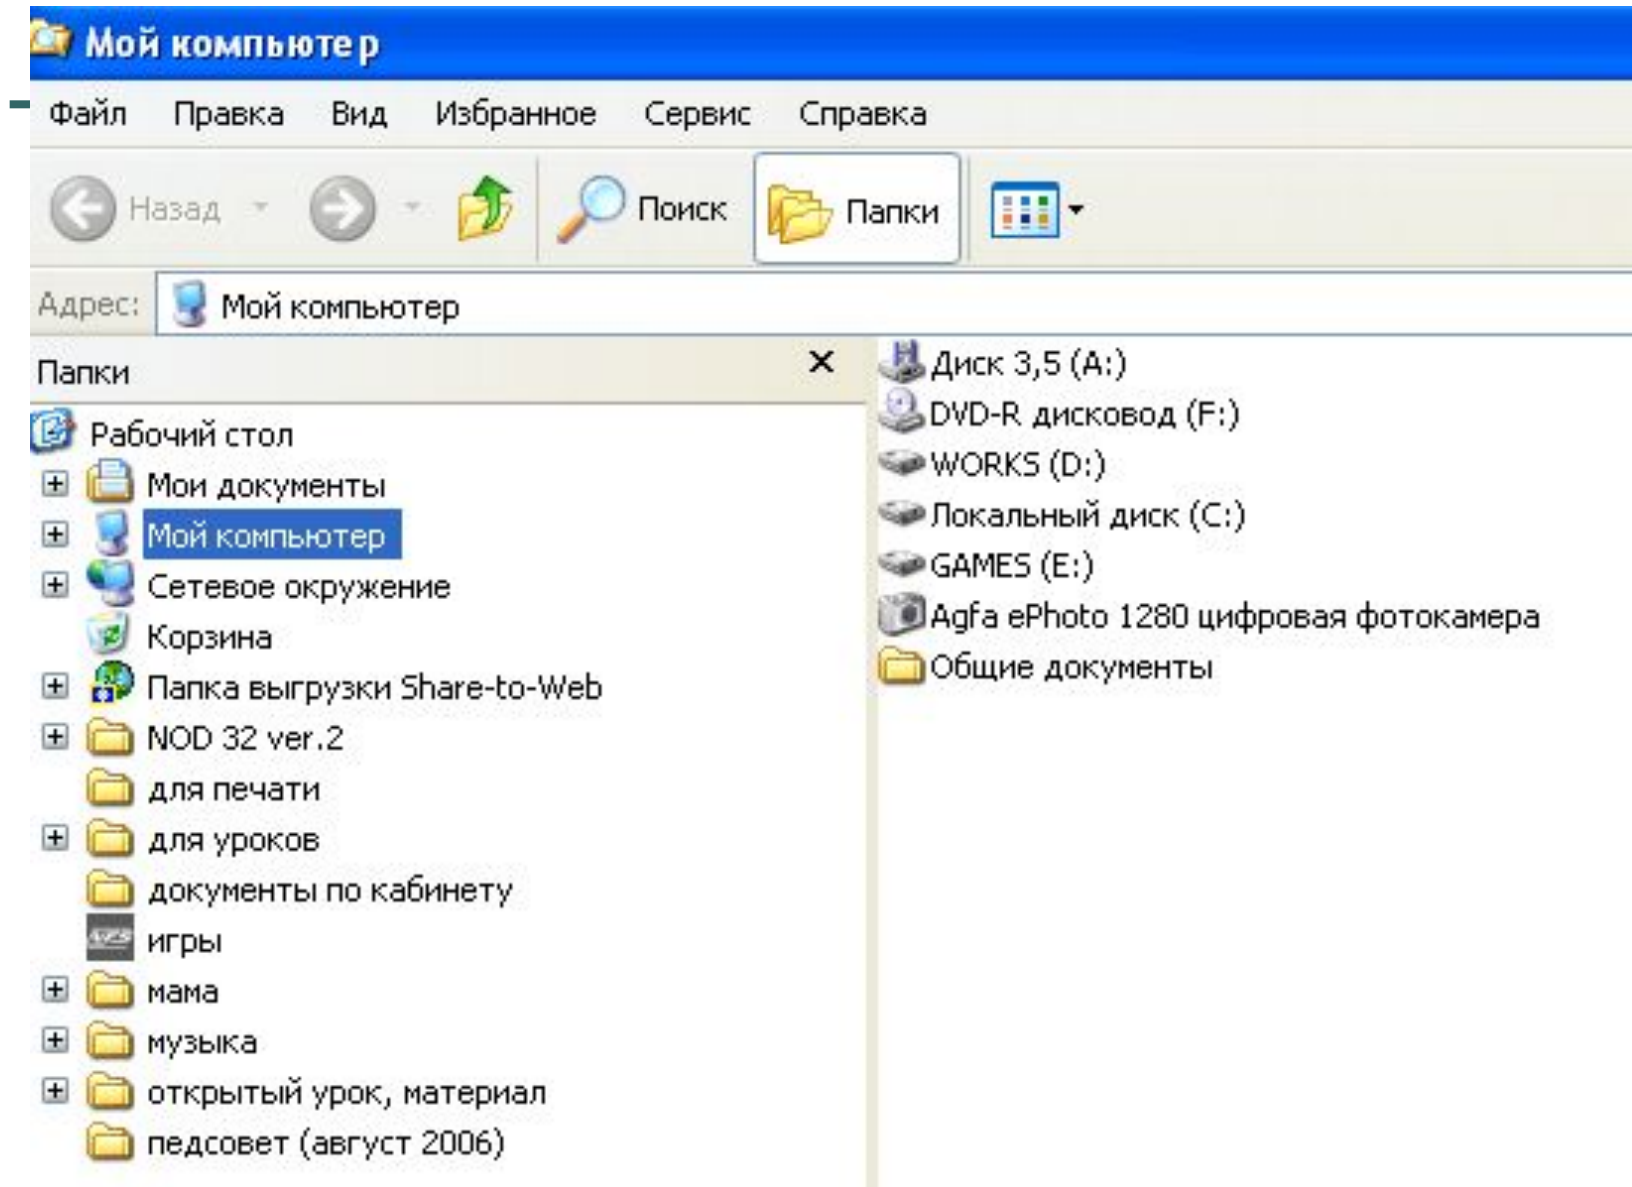 Мой компьютер
Файл Правка Вид Избранное Сервис Справка
Назад Поиск Папки
Адрес: Мой компьютер
Папки
Рабочий стол
Мои документы
Мой компьютер
Сетевое окружение
Корзина
Папка выгрузки Share-to-Web
NOD 32 ver.2
для печати
для уроков
документы по кабинету
игры
мама
музыка
открытый урок, материал
педсовет (август 2006)
Диск 3,5 (A:)
DVD-R дисковод (F:)
WORKS (D:)
Локальный диск (C:)
GAMES (E:)
Agfa ePhoto 1280 цифровая фотокамера
Общие документы